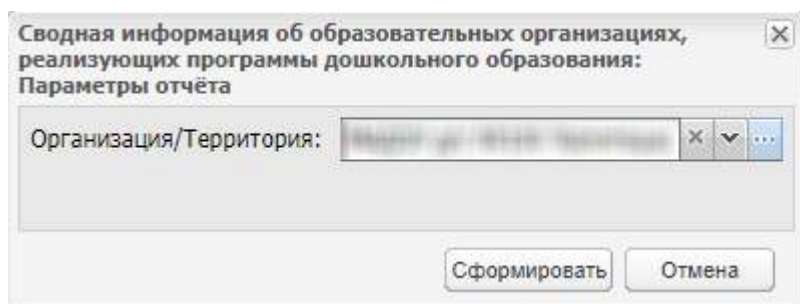 Сводная информация об образовательных организациях,
реализующих программы дошкольного образования:
Параметры отчёта
Организация/Территория:
Сформировать Отмена